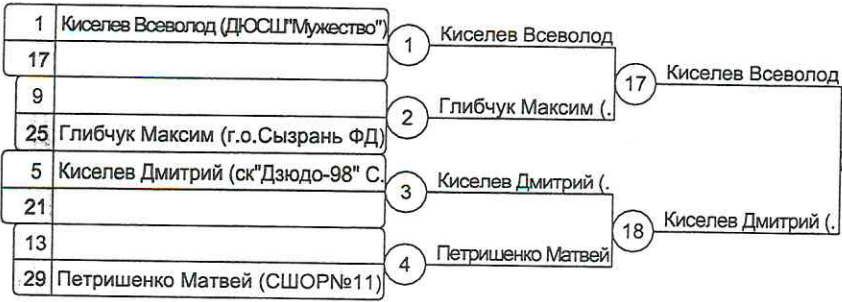 1 Киселев Всеволод (ДЮСШ"Мужество")
17
1
Киселев Всеволод
9
25 Глибчук Максим (г.о.Сызрань ФД)
2
Глибчук Максим (.
17
Киселев Всеволод
5 Киселев Дмитрий (ск"Дзюдо-98" С.
21
3
Киселев Дмитрий (.
13
29 Петришенко Матвей (СШОР№11)
4
Петришенко Матвей
18
Киселев Дмитрий (.